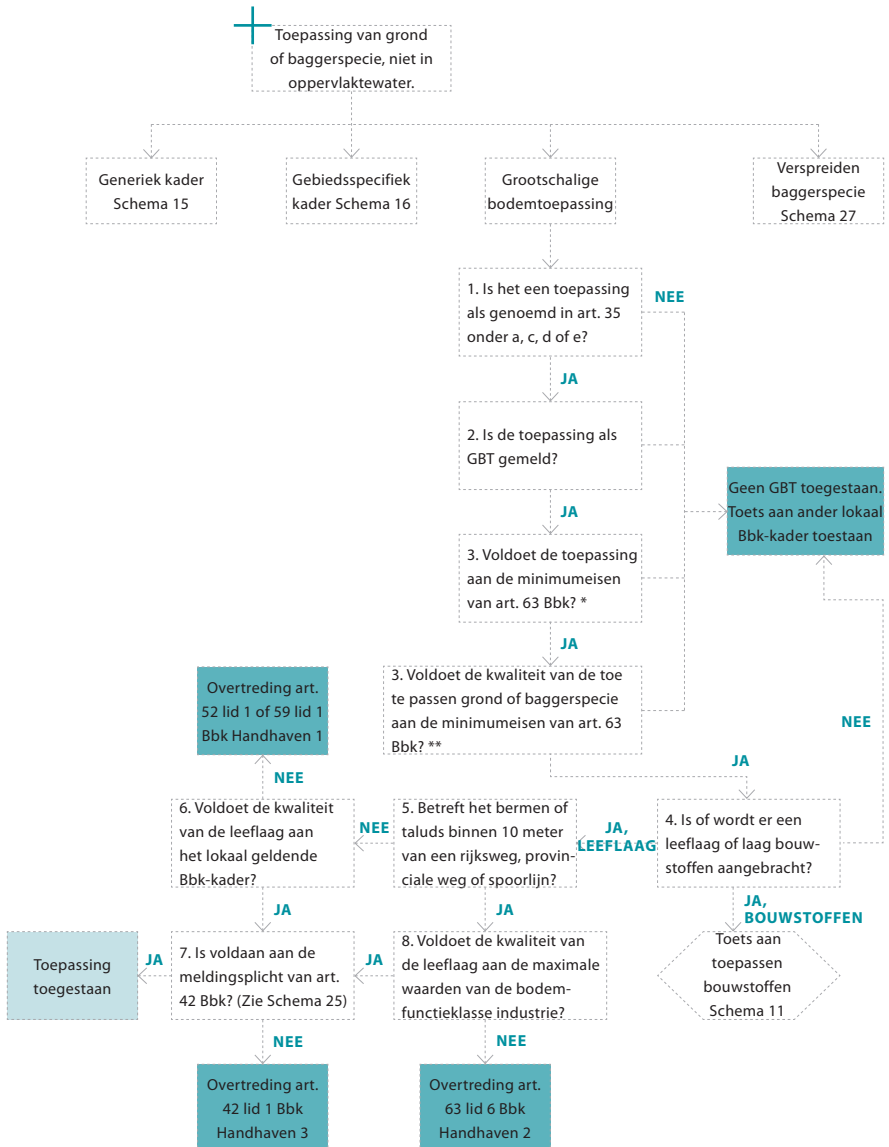 Toepassing van grond
of baggerspecie, niet in
oppervlaktewater.
Generiek kader
Schema 15
Gebiedsspecifiek
kader Schema 16
Grootschalige
bodemtoepassing
Verspreiden
baggerspecie
Schema 27
1. Is het een toepassing
als genoemd in art. 35
onder a, c, d of e?
NEE
JA
2. Is de toepassing als
GBT gemeld?
Geen GBT toegestaan.
Toets aan ander lokaal
Bbk-kader toestaan
JA
3. Voldoet de toepassing
aan de minimumeisen
van art. 63 Bbk? *
JA
3. Voldoet de kwaliteit van de toe
te passen grond of baggerspecie
aan de minimumeisen van art. 63
Bbk? **
Overtreding art.
52 lid 1 of 59 lid 1
Bbk Handhaven 1
NEE
JA
NEE
6. Voldoet de kwaliteit
van de leeflaag aan
het lokaal geldende
Bbk-kader?
NEE
5. Betreft het bermen of
taluds binnen 10 meter
van een rijksweg, provin-
ciale weg of spoorlijn?
JA,
LEEFLAAG
4. Is of wordt er een
leeflaag of laag bouw-
stoffen aangebracht?
JA
JA
JA,
BOUWSTOFFEN
Toepassing
toegestaan
JA
7. Is voldaan aan de
meldingsplicht van art.
42 Bbk? (Zie Schema 25)
JA
8. Voldoet de kwaliteit van
de leeflaag aan de maximale
waarden van de bodem-
functieklasse industrie?
Toets aan
toepassen
bouwstoffen
Schema 11
NEE
NEE
Overtreding art.
42 lid 1 Bbk
Handhaven 3
Overtreding art.
63 lid 6 Bbk
Handhaven 2